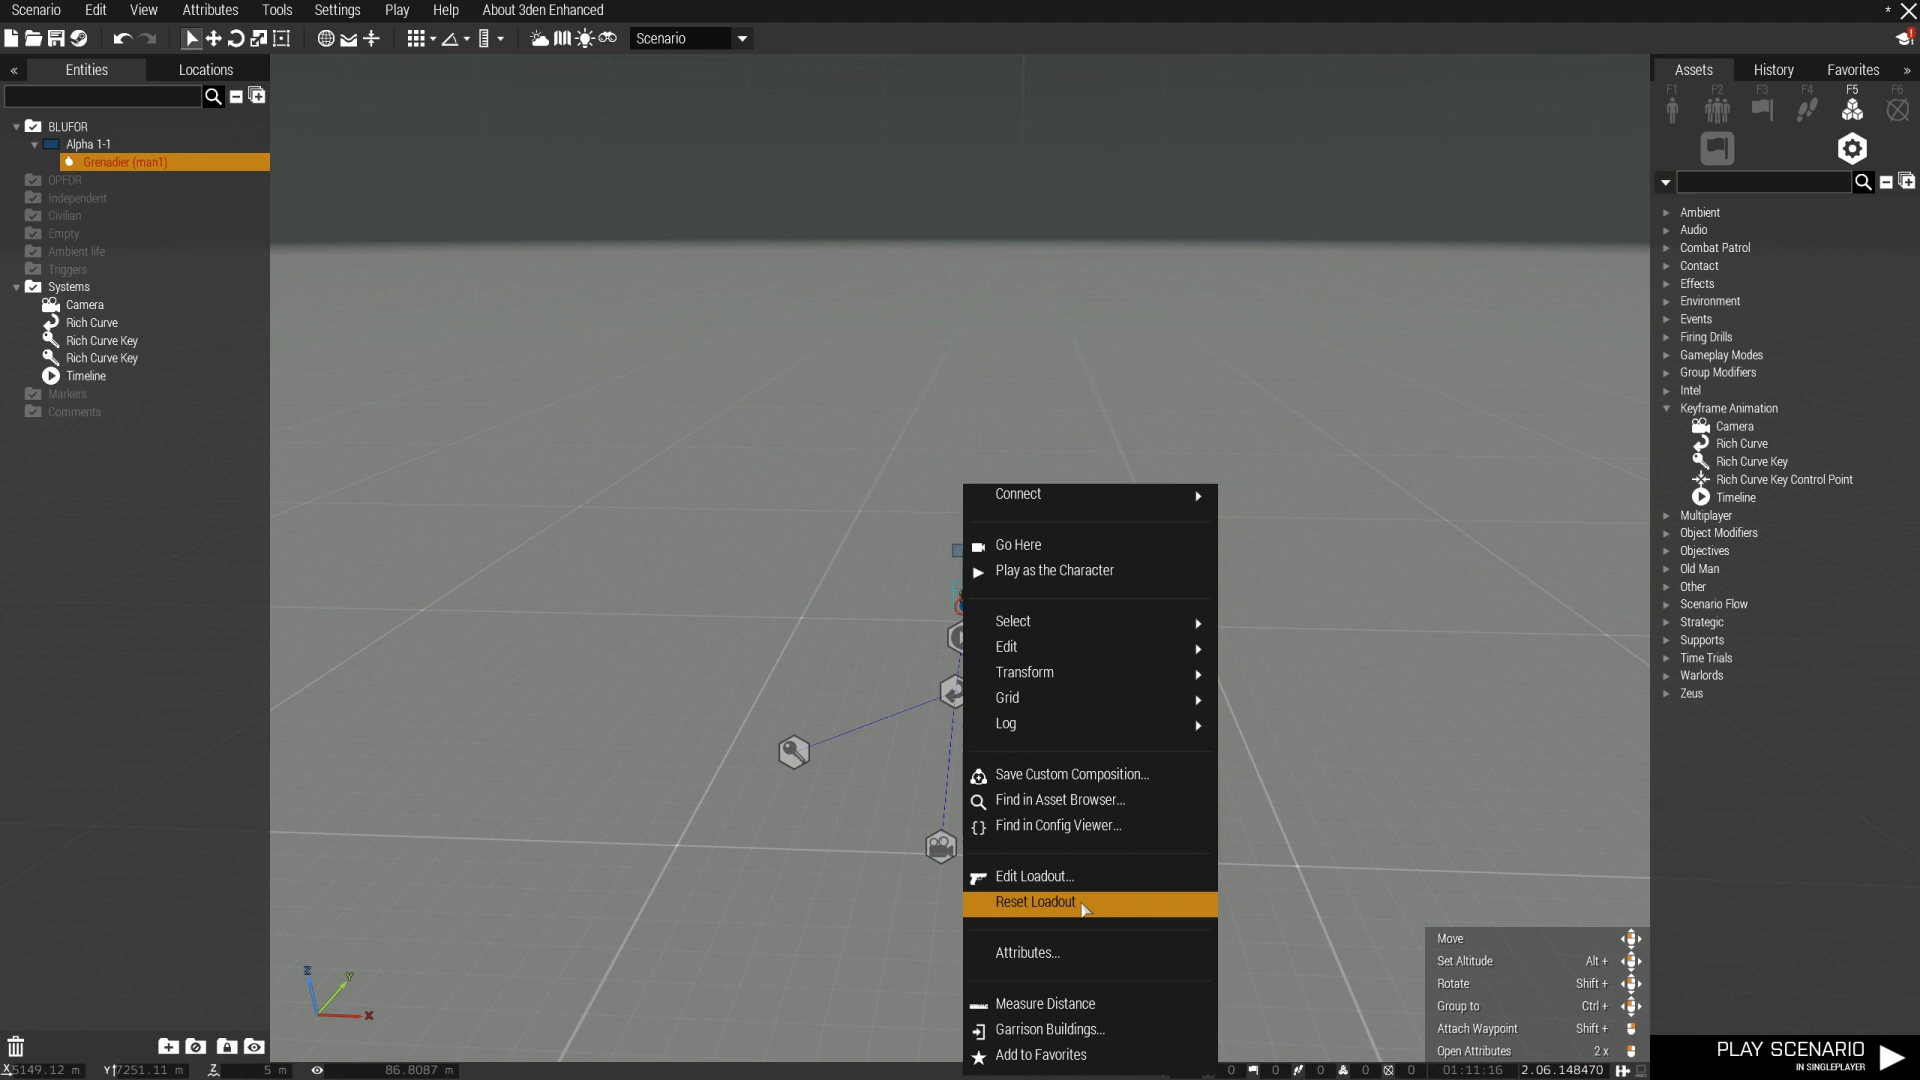 Scenario Edit View Attributes Tools Settings Play Help About 3den Enhanced
*
Scenario
« Entities Locations
BLUFOR
Alpha 1-1
Grenadier (man1)
OPFOR
Independent
Civilian
Empty
Ambient life
Triggers
Systems
Camera
Rich Curve
Rich Curve Key
Rich Curve Key
Timeline
Markers
Comments
Connect
Go Here
Play as the Character
Select
Edit
Transform
Grid
Log
Save Custom Composition...
Find in Asset Browser...
Find in Config Viewer...
Edit Loadout...
Reset Loadout
Attributes...
Measure Distance
Garrison Buildings...
Add to Favorites
Z Y X
Assets History Favorites »
F1 F2 F3 F4 F5 F6
Ambient
Audio
Combat Patrol
Contact
Effects
Environment
Events
Firing Drills
Gameplay Modes
Group Modifiers
Intel
Keyframe Animation
Camera
Rich Curve
Rich Curve Key
Rich Curve Key Control Point
Timeline
Multiplayer
Object Modifiers
Objectives
Old Man
Other
Scenario Flow
Strategic
Supports
Time Trials
Warlords
Zeus
Move
Set Altitude Alt +
Rotate Shift +
Group to Ctrl +
Attach Waypoint Shift +
Open Attributes 2 x
PLAY SCENARIO
IN SINGLEPLAYER
X 5149.12 m Y 7251.11 m Z 5 m 86.8087 m 0 0 0 0 0 01:11:16 2.06.148470